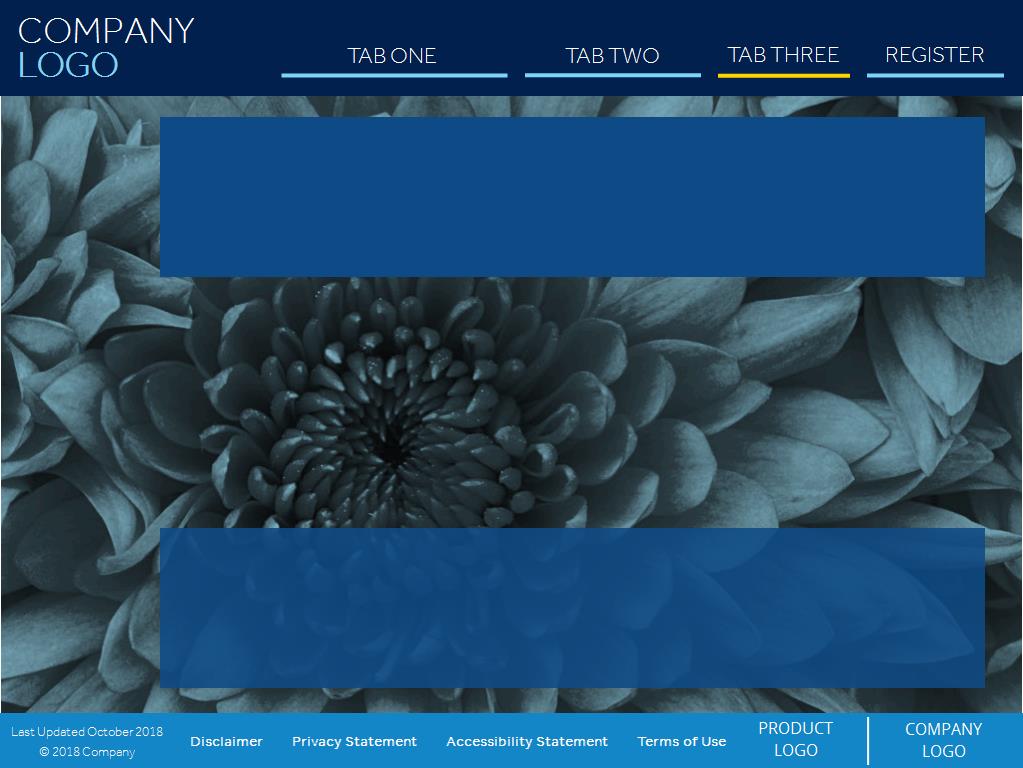 COMPANY
LOGO
TAB ONE
TAB TWO
TAB THREE
REGISTER
Last Updated October 2018
© 2018 Company
Disclaimer
Privacy Statement
Accessibility Statement
Terms of Use
PRODUCT
LOGO
COMPANY
LOGO